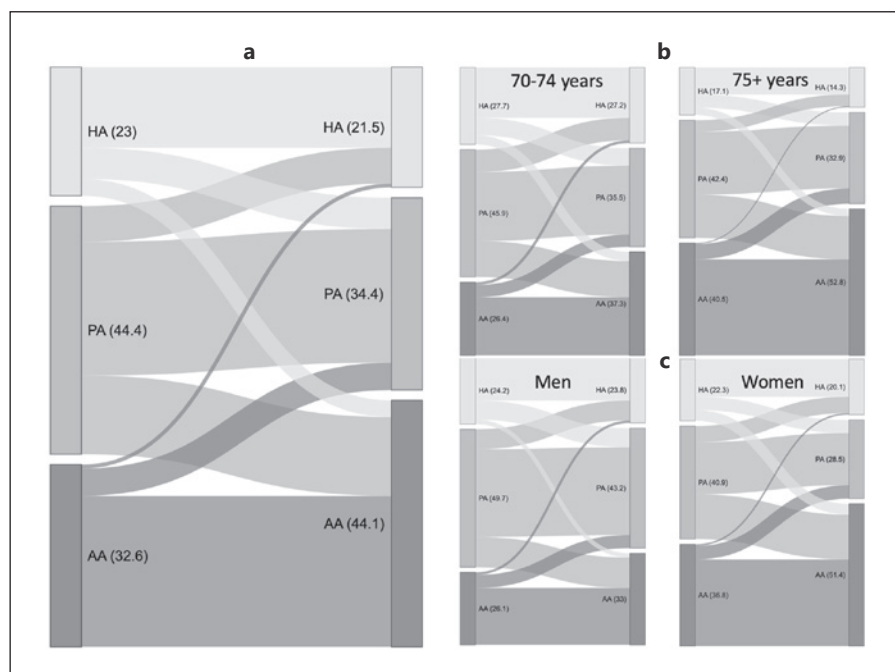 a
HA (23)
HA (21.5)
PA (44.4)
PA (34.4)
AA (32.6)
AA (44.1)
b
70-74 years
HA (27.7)
HA (27.2)
PA (45.9)
PA (35.5)
AA (26.4)
AA (37.3)
75+ years
HA (17.1)
HA (14.3)
PA (42.4)
PA (32.9)
AA (40.5)
AA (52.8)
c
Men
HA (24.2)
HA (23.8)
PA (49.7)
PA (43.2)
AA (26.1)
AA (33)
Women
HA (22.3)
HA (20.1)
PA (40.9)
PA (28.5)
AA (36.8)
AA (51.4)